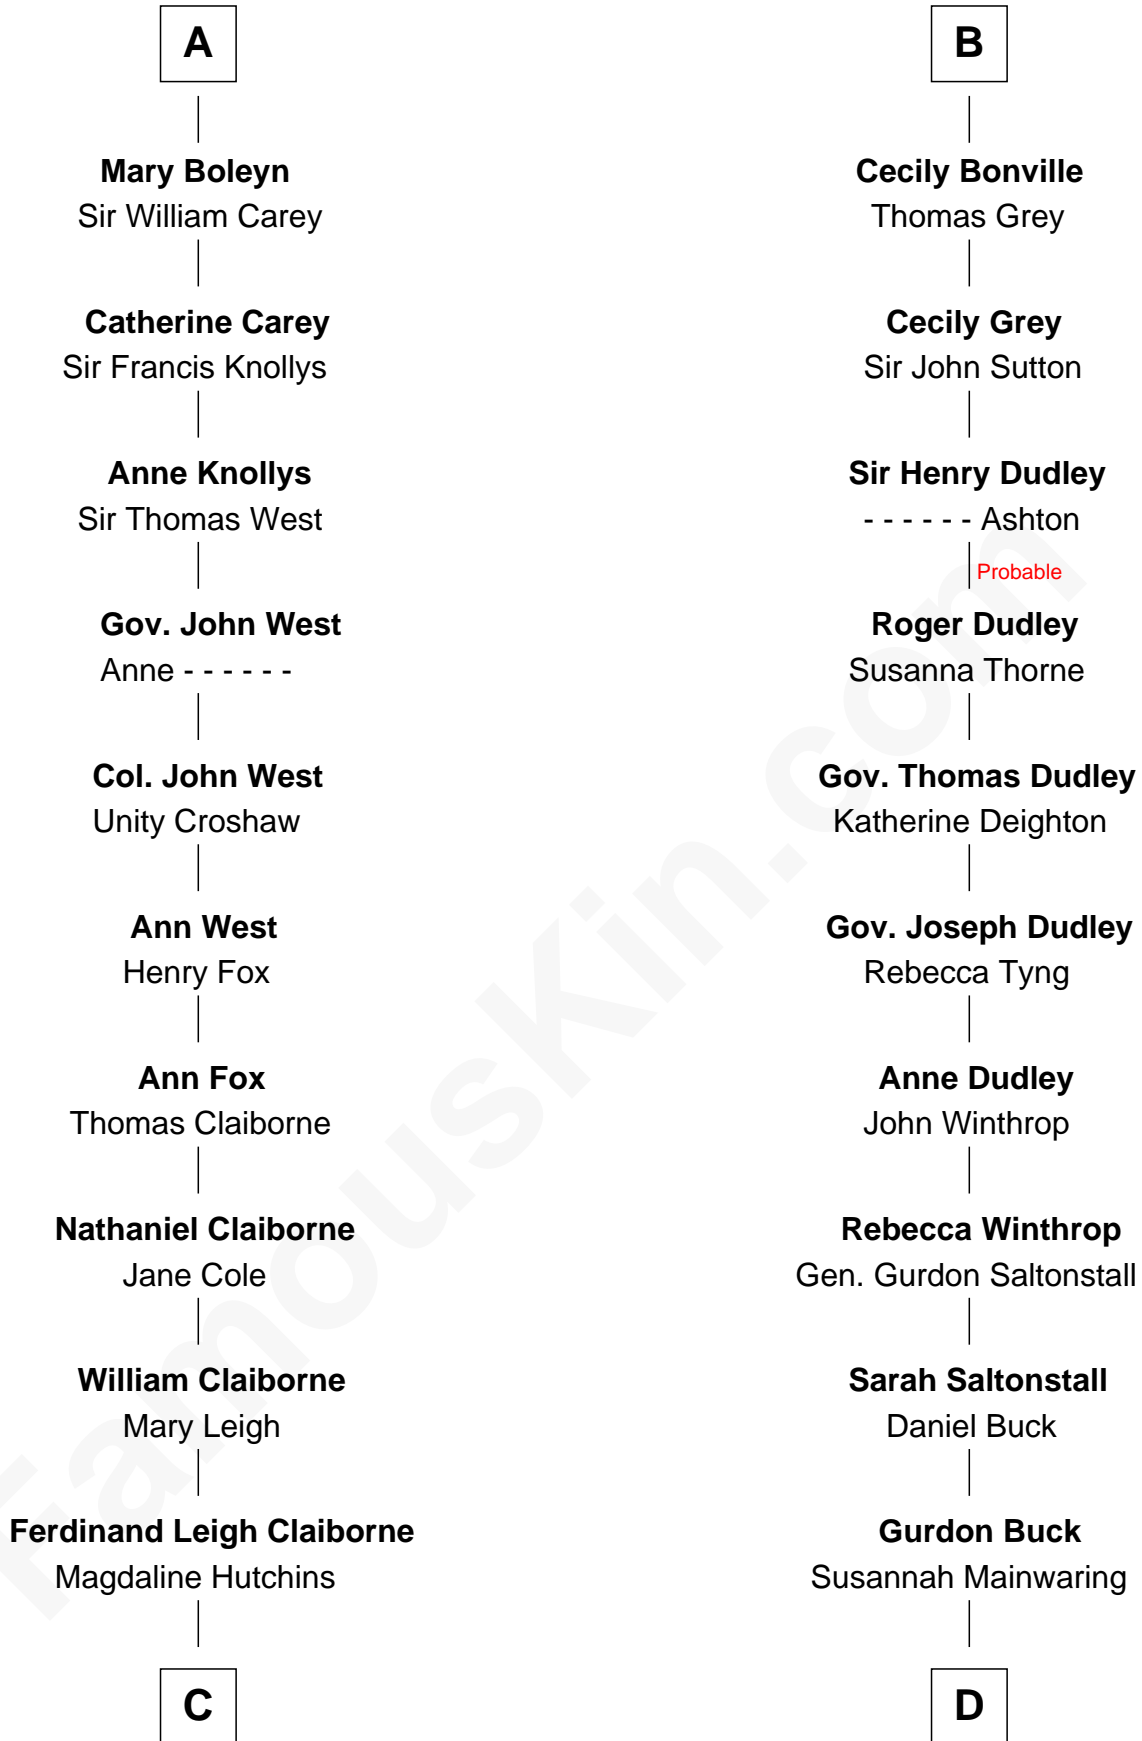 A
Mary Boleyn
Sir William Carey
Catherine Carey
Sir Francis Knollys
Anne Knollys
Sir Thomas West
Gov. John West
Anne - - - - - -
Col. John West
Unity Croshaw
Ann West
Henry Fox
Ann Fox
Thomas Claiborne
Nathaniel Claiborne
Jane Cole
William Claiborne
Mary Leigh
Ferdinand Leigh Claiborne
Magdaline Hutchins
C
B
Cecily Bonville
Thomas Grey
Cecily Grey
Sir John Sutton
Sir Henry Dudley
- - - - - - Ashton
Probable
Roger Dudley
Susanna Thorne
Gov. Thomas Dudley
Katherine Deighton
Gov. Joseph Dudley
Rebecca Tyng
Anne Dudley
John Winthrop
Rebecca Winthrop
Gen. Gurdon Saltonstall
Sarah Saltonstall
Daniel Buck
Gurdon Buck
Susannah Mainwaring
D
FamousKin.com